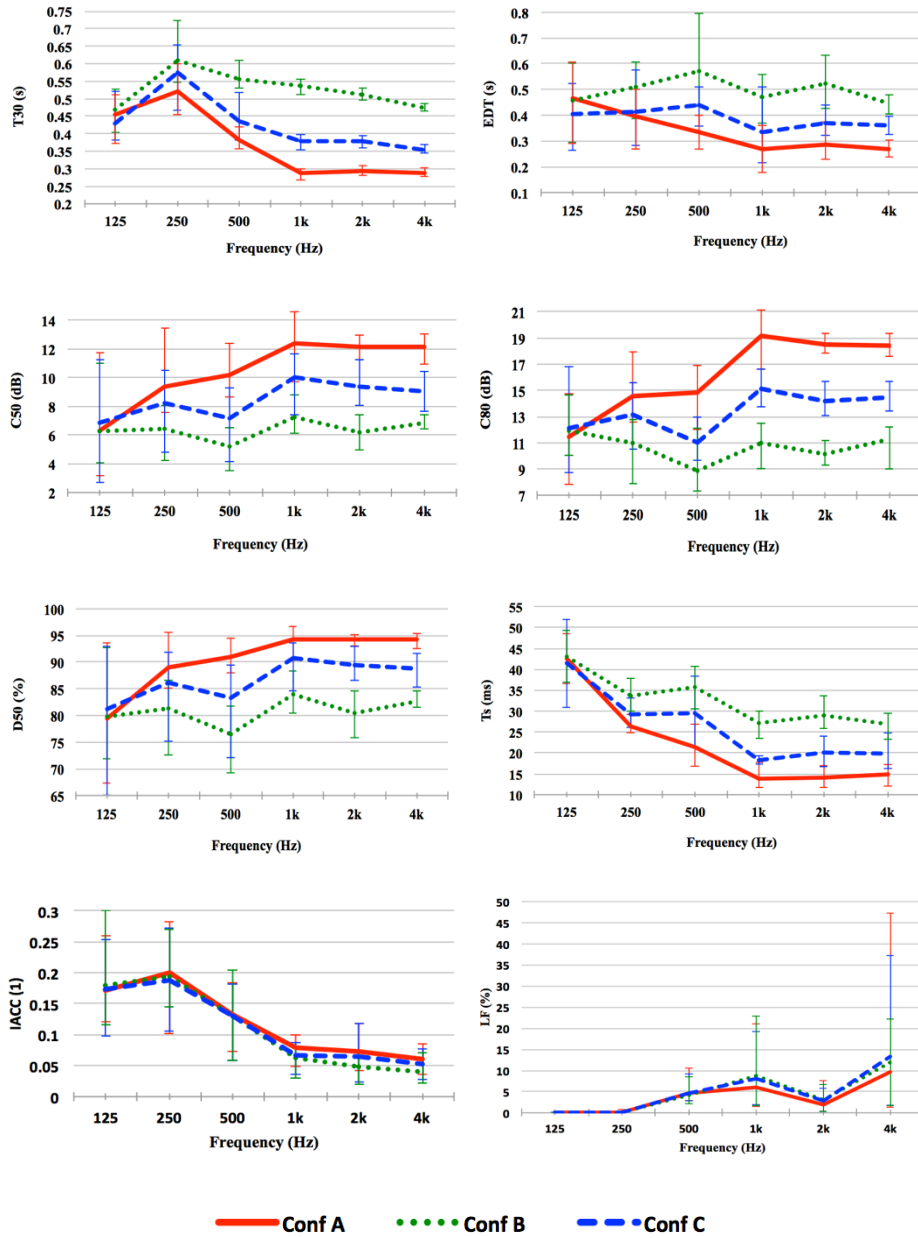 T30 (s)
0.75
0.7
0.65
0.6
0.55
0.5
0.45
0.4
0.35
0.3
0.25
0.2
125 250 500 1k 2k 4k
Frequency (Hz)
EDT (s)
0.8
0.7
0.6
0.5
0.4
0.3
0.2
0.1
125 250 500 1k 2k 4k
Frequency (Hz)
C50 (dB)
14
12
10
8
6
4
2
125 250 500 1k 2k 4k
Frequency (Hz)
C80 (dB)
21
19
17
15
13
11
9
7
125 250 500 1k 2k 4k
Frequency (Hz)
D50 (%)
100
95
90
85
80
75
70
65
125 250 500 1k 2k 4k
Frequency (Hz)
Ts (ms)
55
50
45
40
35
30
25
20
15
10
125 250 500 1k 2k 4k
Frequency (Hz)
IACC (1)
0.3
0.25
0.2
0.15
0.1
0.05
0
125 250 500 1k 2k 4k
Frequency (Hz)
LF (%)
50
45
40
35
30
25
20
15
10
5
0
125 250 500 1k 2k 4k
Frequency (Hz)
Conf A Conf B Conf C